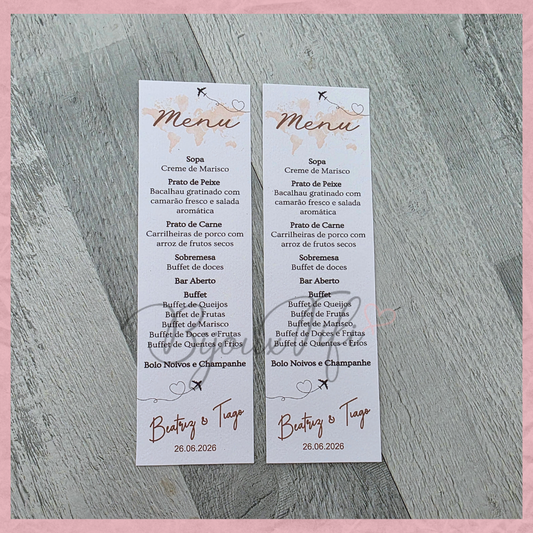 Menu
Sopa
Creme de Marisco
Prato de Peixe
Bacalhau gratinado com
camarão fresco e salada
aromática
Prato de Carne
Carrilheiras de porco com
arroz de frutos secos
Sobremesa
Buffet de doces
Bar Aberto
Buffet
Buffet de Queijos
Buffet de Frutas
Buffet de Marisco
Buffet de Doces e Frutas
Buffet de Quentes e Frios
Bolo Noivos e Champanhe
Beatriz & Tiago
26.06.2026
Menu
Sopa
Creme de Marisco
Prato de Peixe
Bacalhau gratinado com
camarão fresco e salada
aromática
Prato de Carne
Carrilheiras de porco com
arroz de frutos secos
Sobremesa
Buffet de doces
Bar Aberto
Buffet
Buffet de Queijos
Buffet de Frutas
Buffet de Marisco
Buffet de Doces e Frutas
Buffet de Quentes e Frios
Bolo Noivos e Champanhe
Beatriz & Tiago
26.06.2026